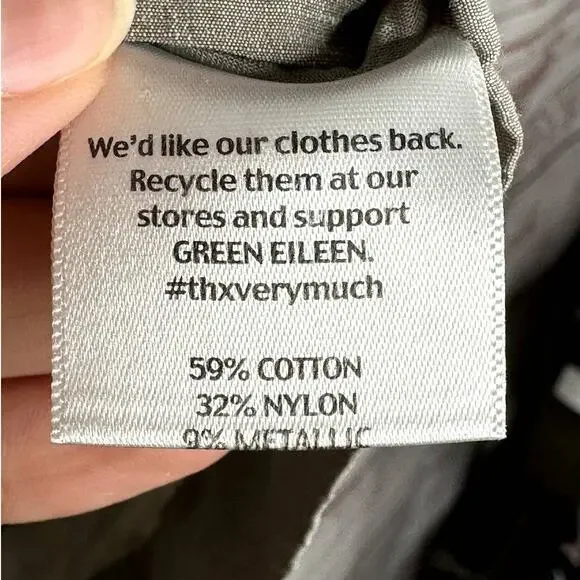 We'd like our clothes back.
Recycle them at our
stores and support
GREEN EILEEN.
#thxverymuch
59% COTTON
32% NYLON
9% METALLIC